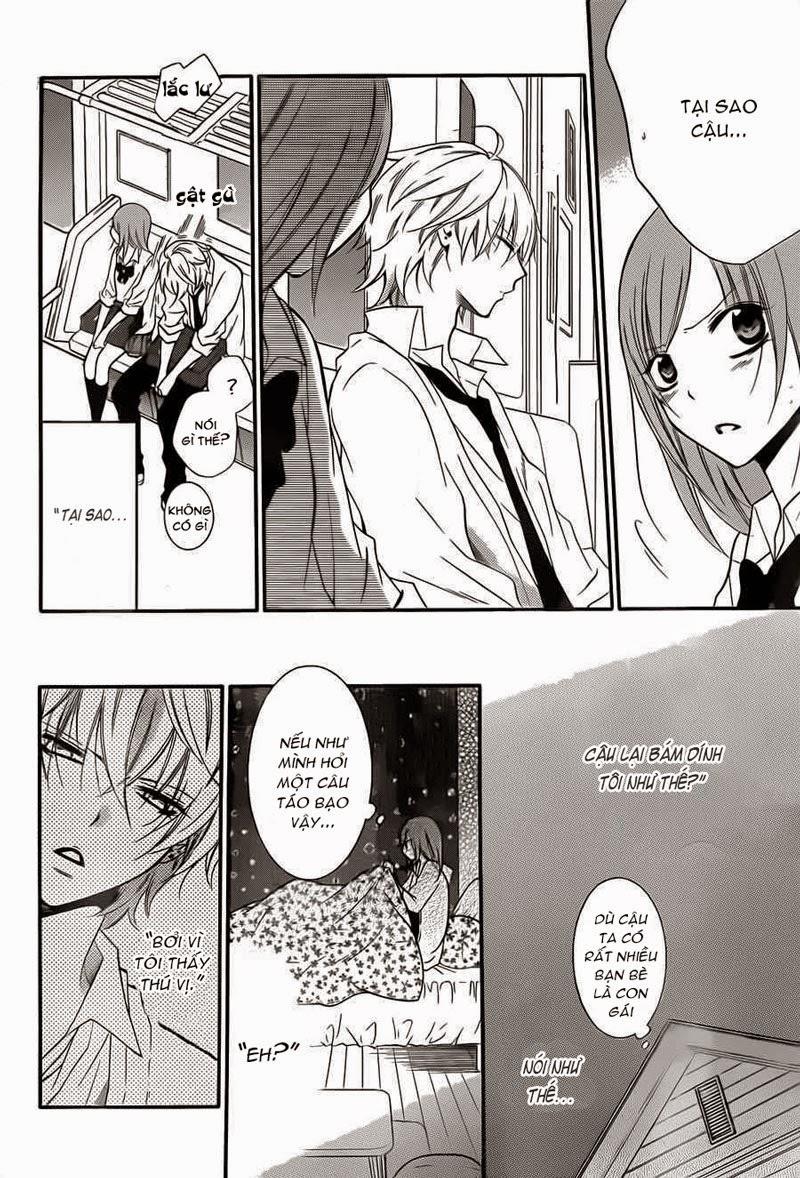 TẠI SAO
CẬU...
lắc lư
gật gù
?
NÓI
GÌ THẾ?
KHÔNG
CÓ GÌ
"TẠI SAO...
CẬU LẠI BÁM DÍNH
TÔI NHƯ THẾ?"
DÙ CẬU
TA CÓ
RẤT NHIỀU
BẠN BÈ
LÀ CON
GÁI
NÓI NHƯ
THẾ...
NẾU NHƯ
MÌNH HỎI
MỘT CÂU
TÁO BẠO
VẬY...
"EH?"
"BỞI VÌ
TÔI THẤY
THÚ VỊ."